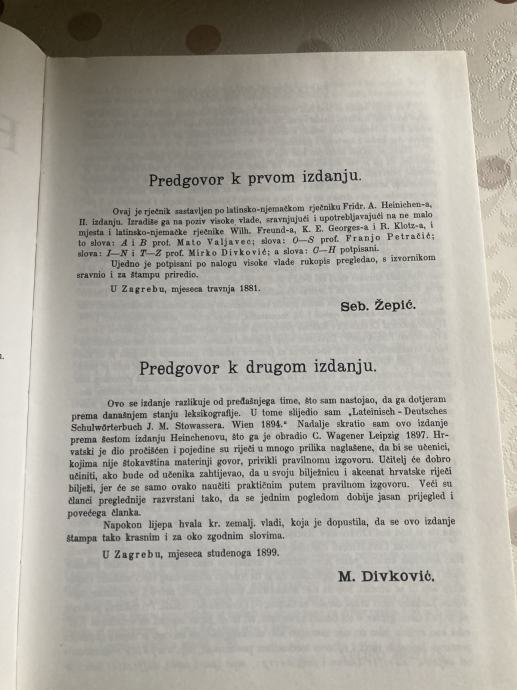 Predgovor k prvom izdanju.
Ovaj je rječnik sastavljen po latinsko-njemačkom rječniku Fridr. A. Heinichen-a,
II. izdanju. Izradiše ga na poziv visoke vlade, sravnjujući i upotrebljavajući na ne malo
mjesta i latinsko-njemačke rječnike Wilh. Freund-a, K. E. Georges-a i R. Klotz-a, i
to slova: A i B prof. Mato Valjavec; slova: O—S prof. Franjo Petračić;
slova: I—N i T—Z prof. Mirko Divković; a slova: C—H potpisani.
Ujedno je potpisani po nalogu visoke vlade rukopis pregledao, s izvornikom
sravnio i za štampu priredio.
U Zagrebu, mjeseca travnja 1881.
Seb. Žepić.
Predgovor k drugom izdanju.
Ovo se izdanje razlikuje od pređašnjega time, što sam nastojao, da ga dotjeram
prema današnjem stanju leksikografije. U tome slijedio sam „Lateinisch-Deutsches
Schulwörterbuch J. M. Stowassera. Wien 1894.“ Nadalje skratio sam ovo izdanje
prema šestom izdanju Heinchenovu, što ga je obradio C. Wagener Leipzig 1897. Hr-
vatski je dio pročišćen i pojedine su riječi u mnogo prilika naglašene, da bi se učenici,
kojima nije štokavština materinji govor, privikli pravilnomu izgovoru. Učitelj će dobro
učiniti, ako bude od učenika zahtijevao, da u svoju bilježnicu i akcenat hrvatske riječi
bilježi, jer će se samo ovako naučiti praktičnim putem pravilnom izgovoru. Veći su
članci preglednije razvrstani tako, da se jednim pogledom dobije jasan prijegled i
povećega članka.
Napokon lijepa hvala kr. zemalj. vladi, koja je dopustila, da se ovo izdanje
štampa tako krasnim i za oko zgodnim slovima.
U Zagrebu, mjeseca studenoga 1899.
M. Divković.